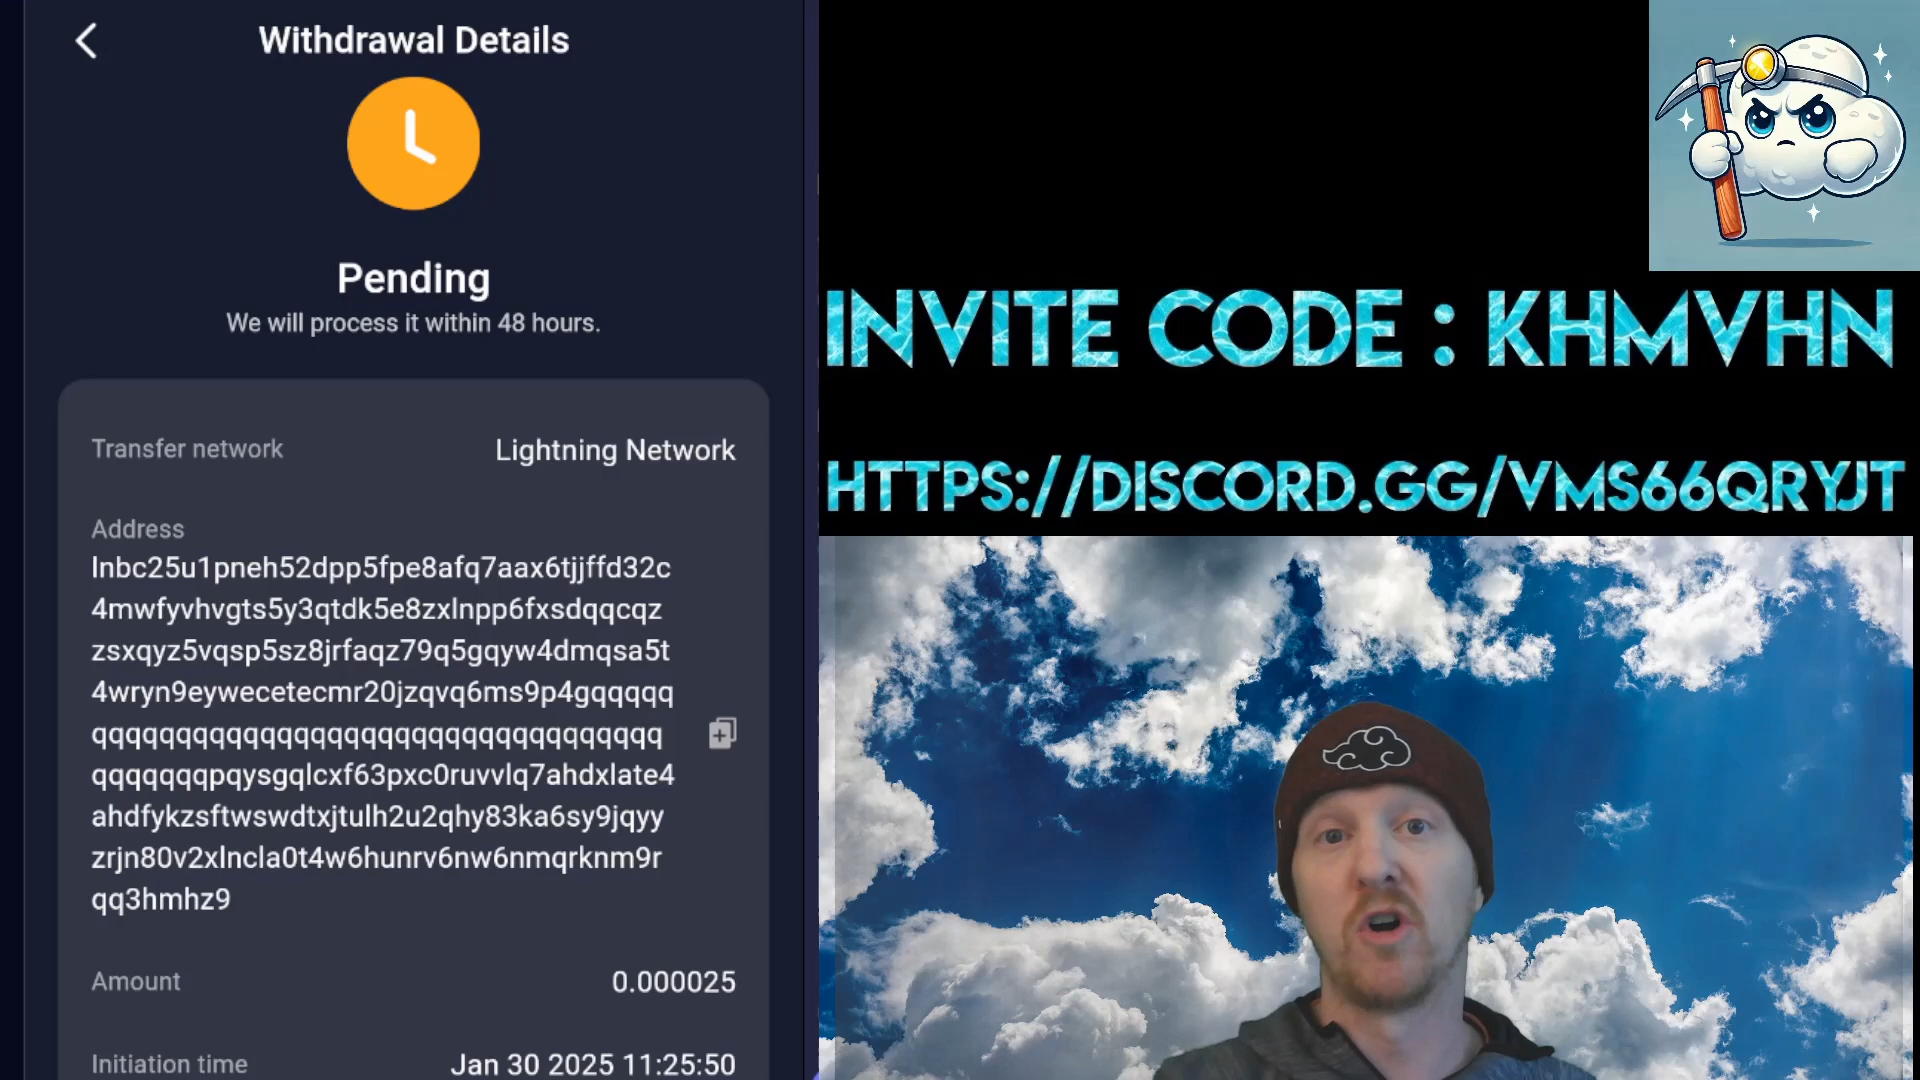 Withdrawal Details
Pending
We will process it within 48 hours.
Transfer network
Lightning Network
Address
lnbc25u1pneh52dpp5fpe8afq7aax6tjjffd32c
4mwfyvhvgts5y3qtdk5e8zxlnpp6fxsdqqcqz
zsxqyz5vqsp5sz8jrfaqz79q5gqyw4dmqsa5t
4wryn9eywecetecmr20jzqvq6ms9p4gqqqqq
qqqqqqqqqqqqqqqqqqqqqqqqqqqqqqqqqq
qqqqqqqpqysgqlcxf63pxc0ruvvlq7ahdxlate4
ahdfykzsftwswdtxjtulh2u2qhy83ka6sy9jqyy
zrjn80v2xlncla0t4w6hunrv6nw6nmqrknm9r
qq3hmhz9
Amount
0.000025
Initiation time
Jan 30 2025 11:25:50
INVITE CODE : KHMVHN
HTTPS://DISCORD.GG/VMS66QRYJT